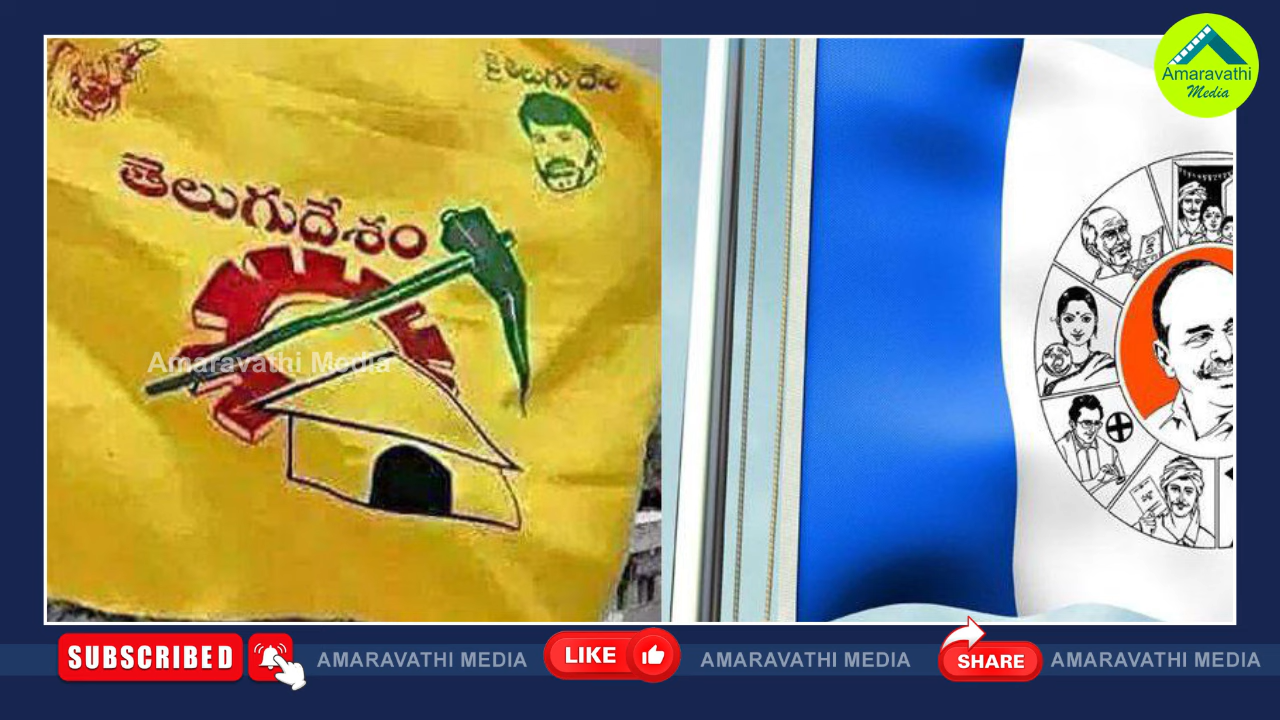 జై తెలుగు దేశం
తెలుగుదేశం
Amaravathi Media
Amaravathi
Media
SUBSCRIBED
AMARAVATHI MEDIA
LIKE
AMARAVATHI MEDIA
SHARE
AMARAVATHI MEDIA